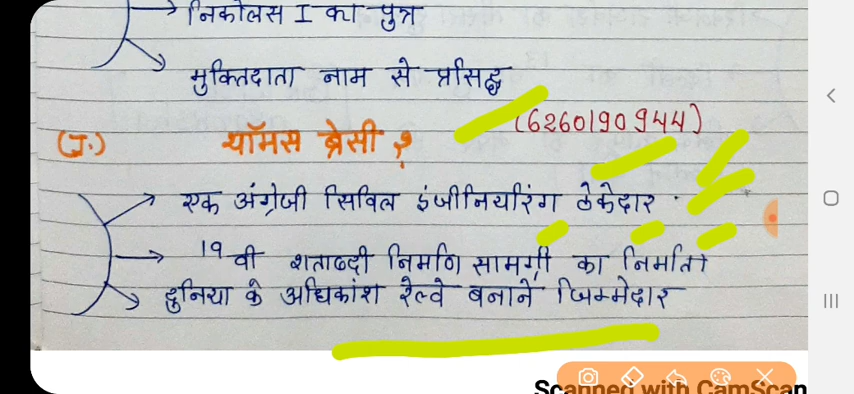 निकोलस I का पुत्र
मुक्तिदाता नाम से प्रसिद्ध
(6260190944)
(J.) थॉमस ब्रेसी :
एक अंग्रेजी सिविल इंजीनियरिंग ठेकेदार
19 वी शताब्दी निर्माण सामग्री का निर्माता
दुनिया के अधिकांश रेल्वे बनाने जिम्मेदार
Scanned with CamScan